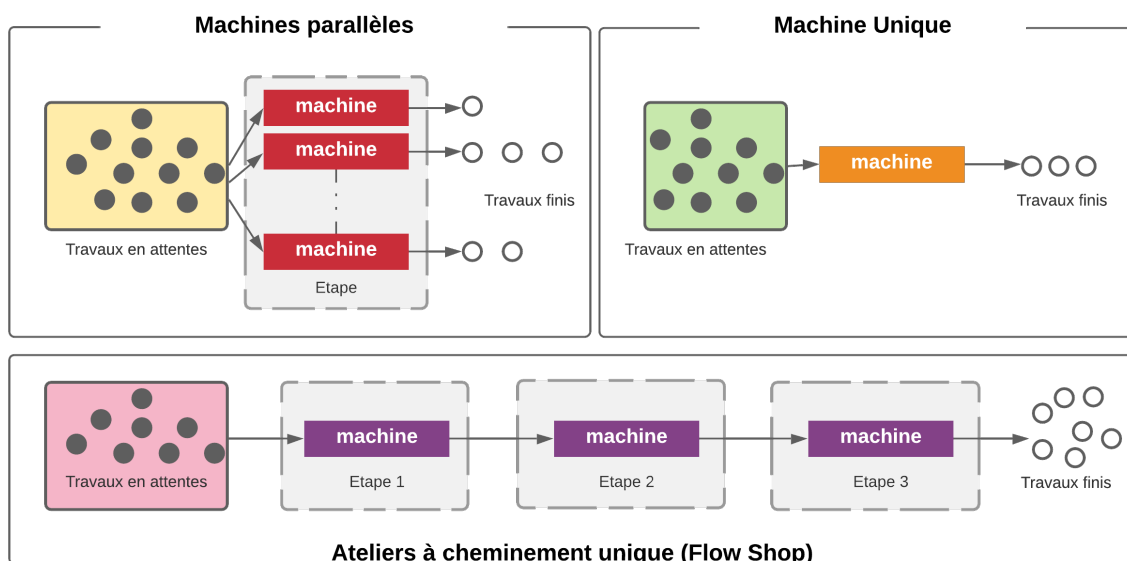 Machines parallèles
machine
machine
machine
Etape
Travaux en attentes
Travaux finis
Machine Unique
machine
Travaux en attentes
Travaux finis
Travaux en attentes
machine
Etape 1
machine
Etape 2
machine
Etape 3
Travaux finis
Ateliers à cheminement unique (Flow Shop)